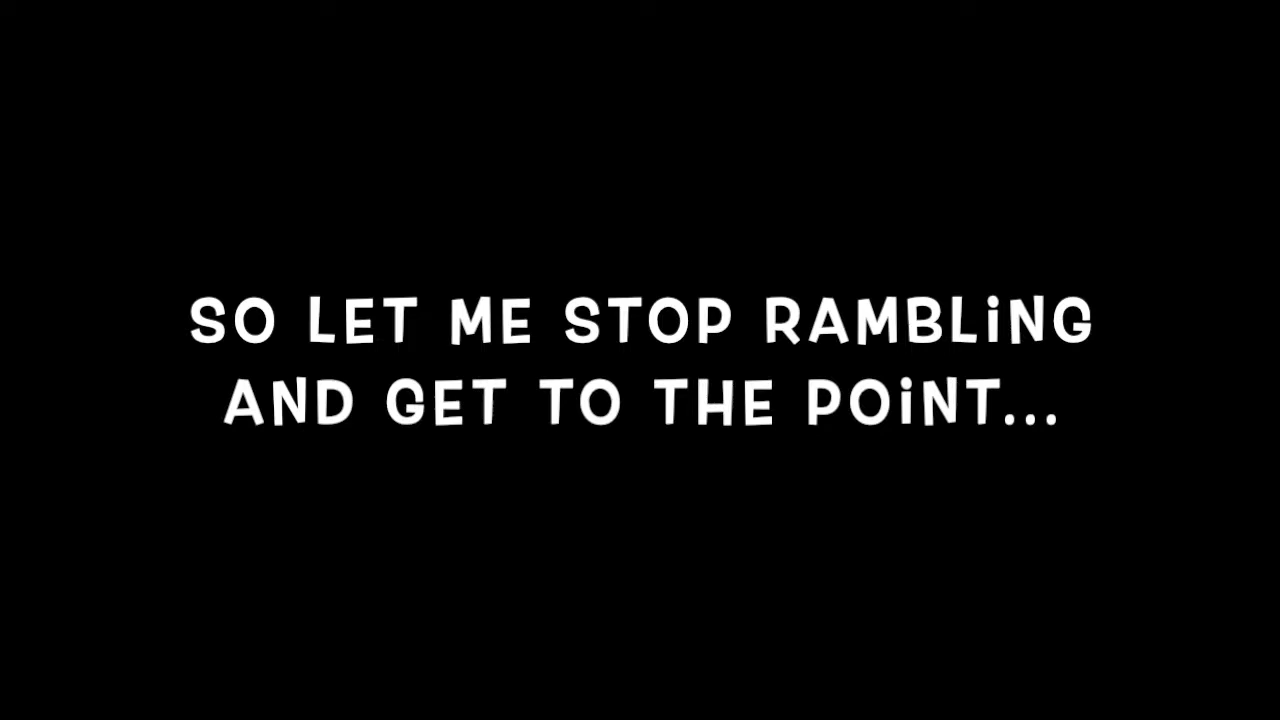 SO LET ME STOP RAMBLiNG
AND GET TO THE POiNT...